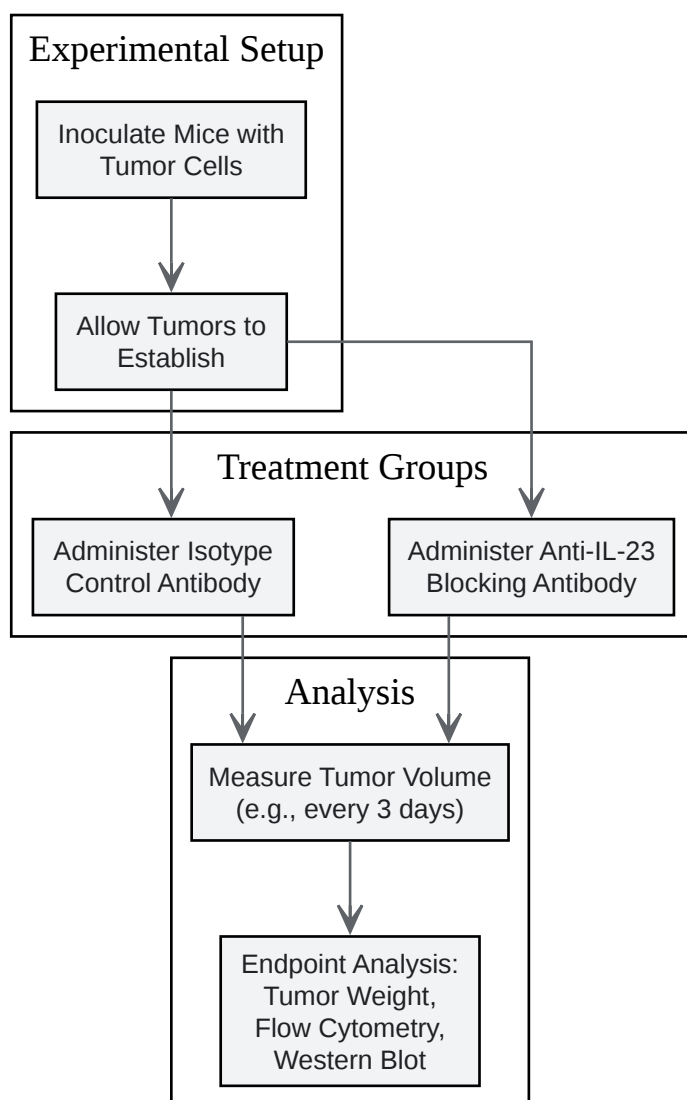 Experimental Setup
Inoculate Mice with
Tumor Cells
Allow Tumors to
Establish
Treatment Groups
Administer Isotype
Control Antibody
Administer Anti-IL-23
Blocking Antibody
Analysis
Measure Tumor Volume
(e.g., every 3 days)
Endpoint Analysis:
Tumor Weight,
Flow Cytometry,
Western Blot